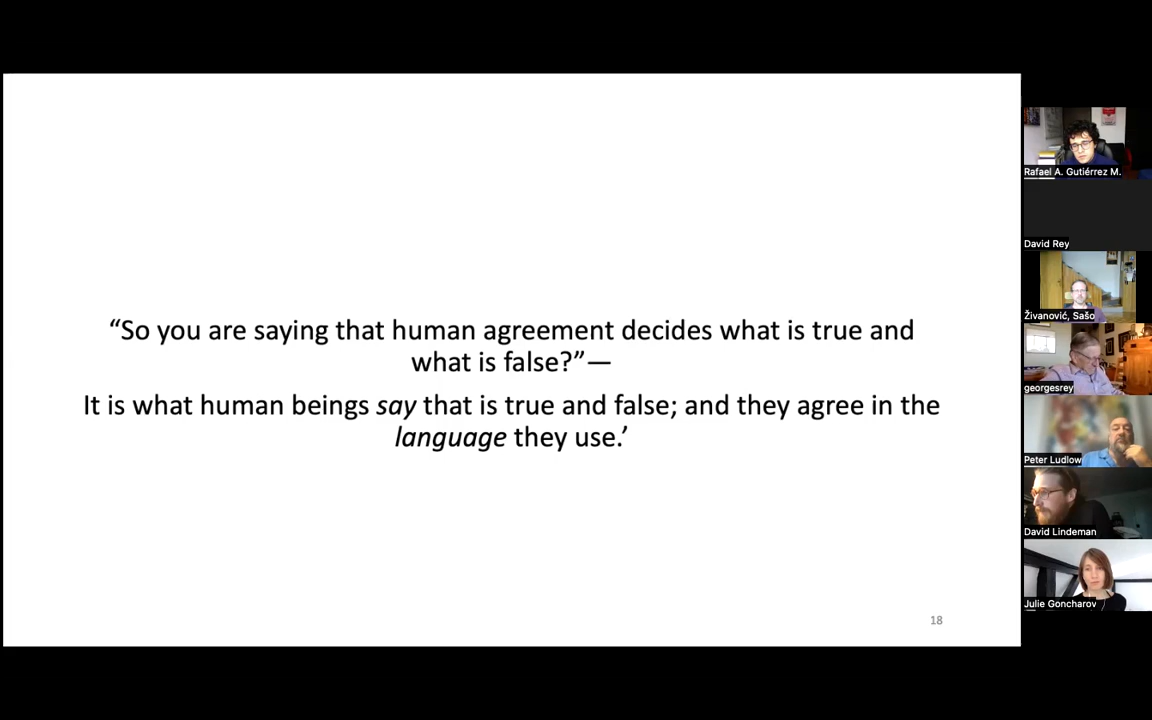 “So you are saying that human agreement decides what is true and
what is false?”—
It is what human beings say that is true and false; and they agree in the
language they use.’
18
Rafael A. Gutiérrez M.
David Rey
Živanović, Sašo
georgesrey
Peter Ludlow
David Lindeman
Julie Goncharov